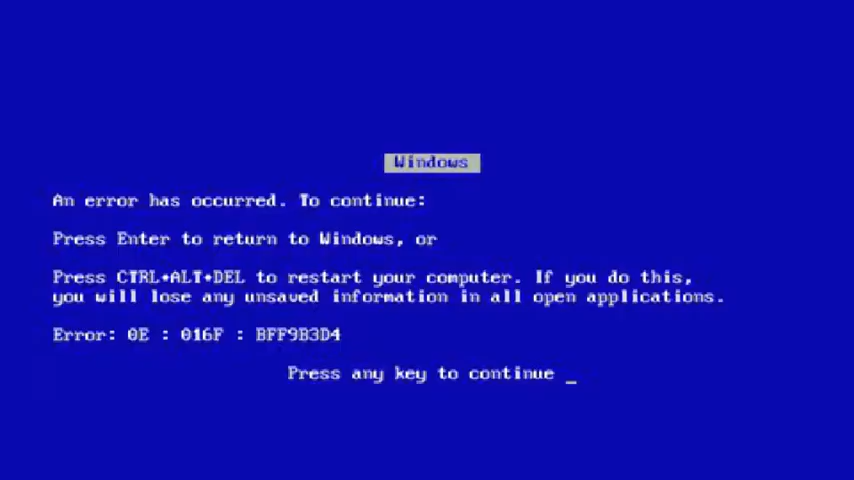 Windows
An error has occurred. To continue:
Press Enter to return to Windows, or
Press CTRL+ALT+DEL to restart your computer. If you do this,
you will lose any unsaved information in all open applications.
Error: 0E : 016F : BFF9B3D4
Press any key to continue _